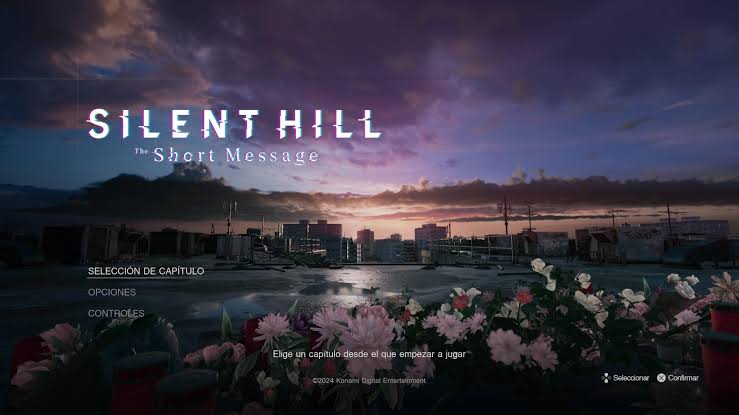 SILENT HILL
The Short Message
SELECCIÓN DE CAPÍTULO
OPCIONES
CONTROLES
Elige un capítulo desde el que empezar a jugar
©2024 Konami Digital Entertainment
Seleccionar Confirmar